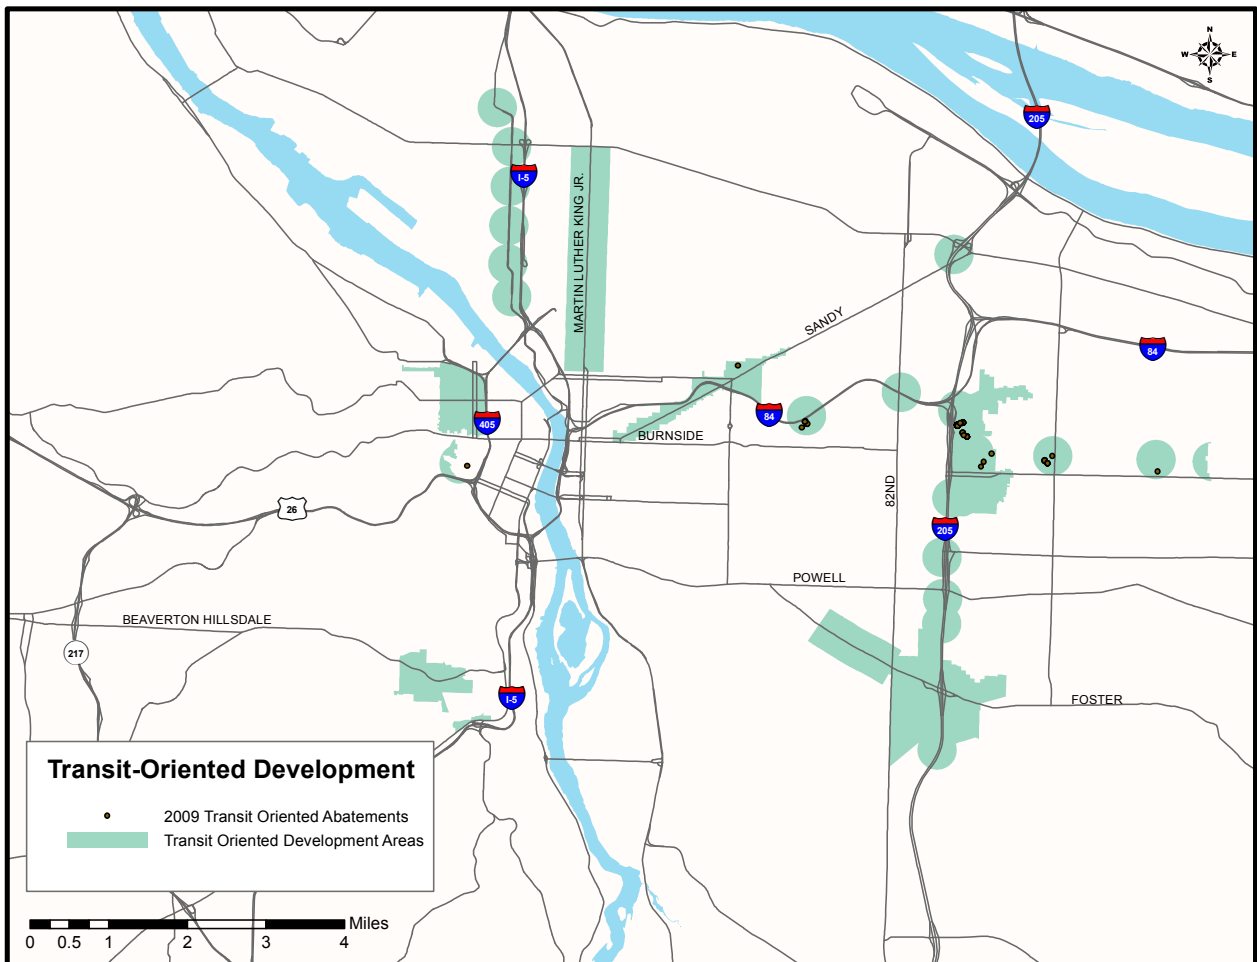 N
W E
S
205
I-5
MARTIN LUTHER KING JR.
SANDY
84
84
405
BURNSIDE
82ND
26
205
POWELL
BEAVERTON HILLSDALE
217
I-5
FOSTER
Transit-Oriented Development
2009 Transit Oriented Abatements
Transit Oriented Development Areas
Miles
0 0.5 1 2 3 4